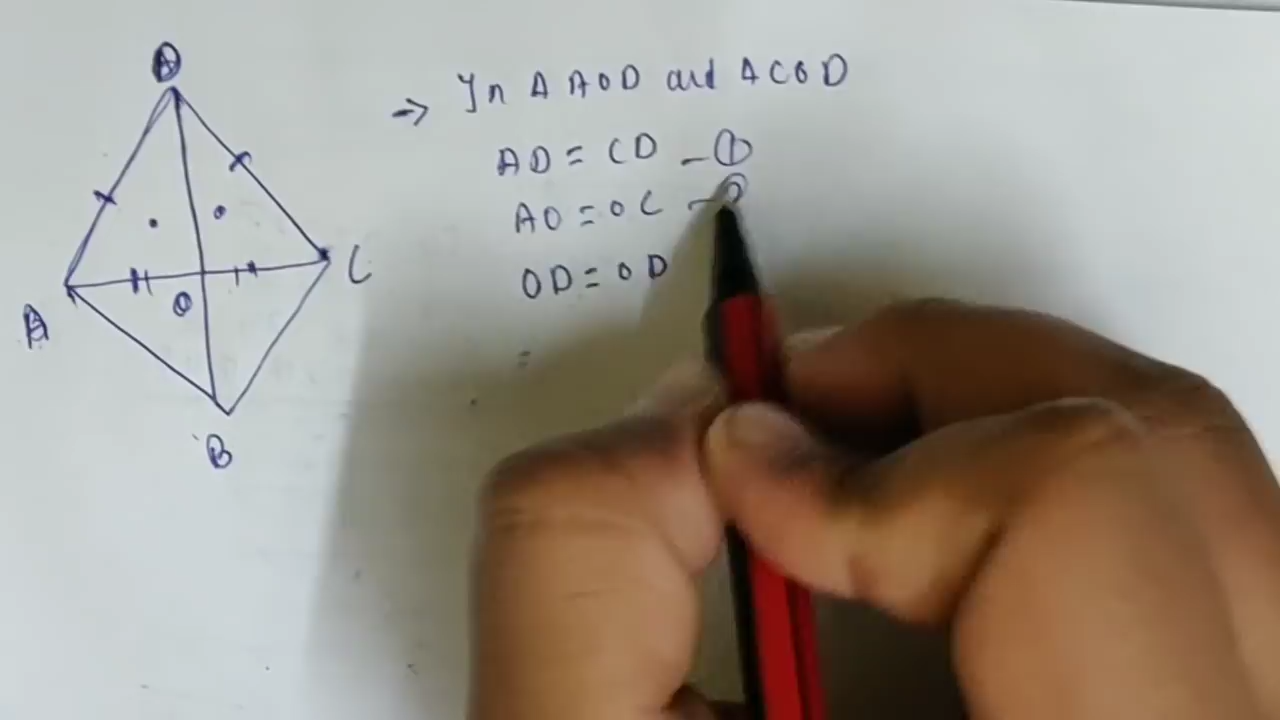 D
A
C
O
B
→ In Δ AOD and Δ COD
AD = CD - ①
AO = OC - ②
OD = OD
=